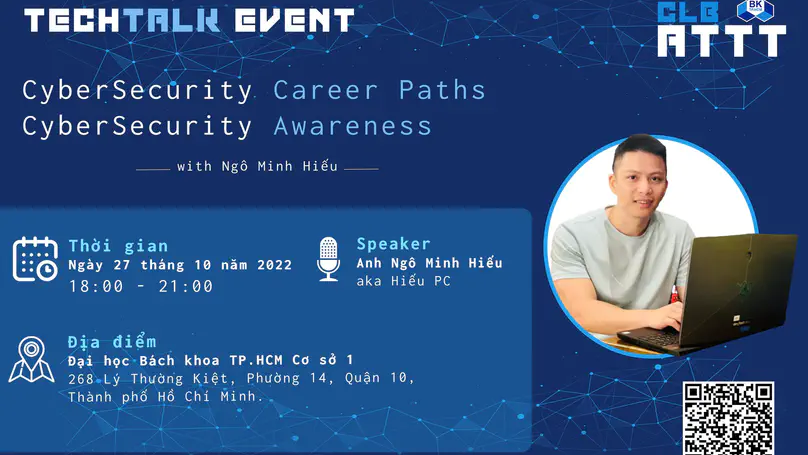 TECHTALK EVENT
CLB
BK
ATTT
CyberSecurity Career Paths
CyberSecurity Awareness
with Ngô Minh Hiếu
Thời gian
Ngày 27 tháng 10 năm 2022
18:00 - 21:00
Speaker
Anh Ngô Minh Hiếu
aka Hiếu PC
Địa điểm
Đại học Bách khoa TP.HCM Cơ sở 1
268 Lý Thường Kiệt, Phường 14, Quận 10,
Thành phố Hồ Chí Minh.